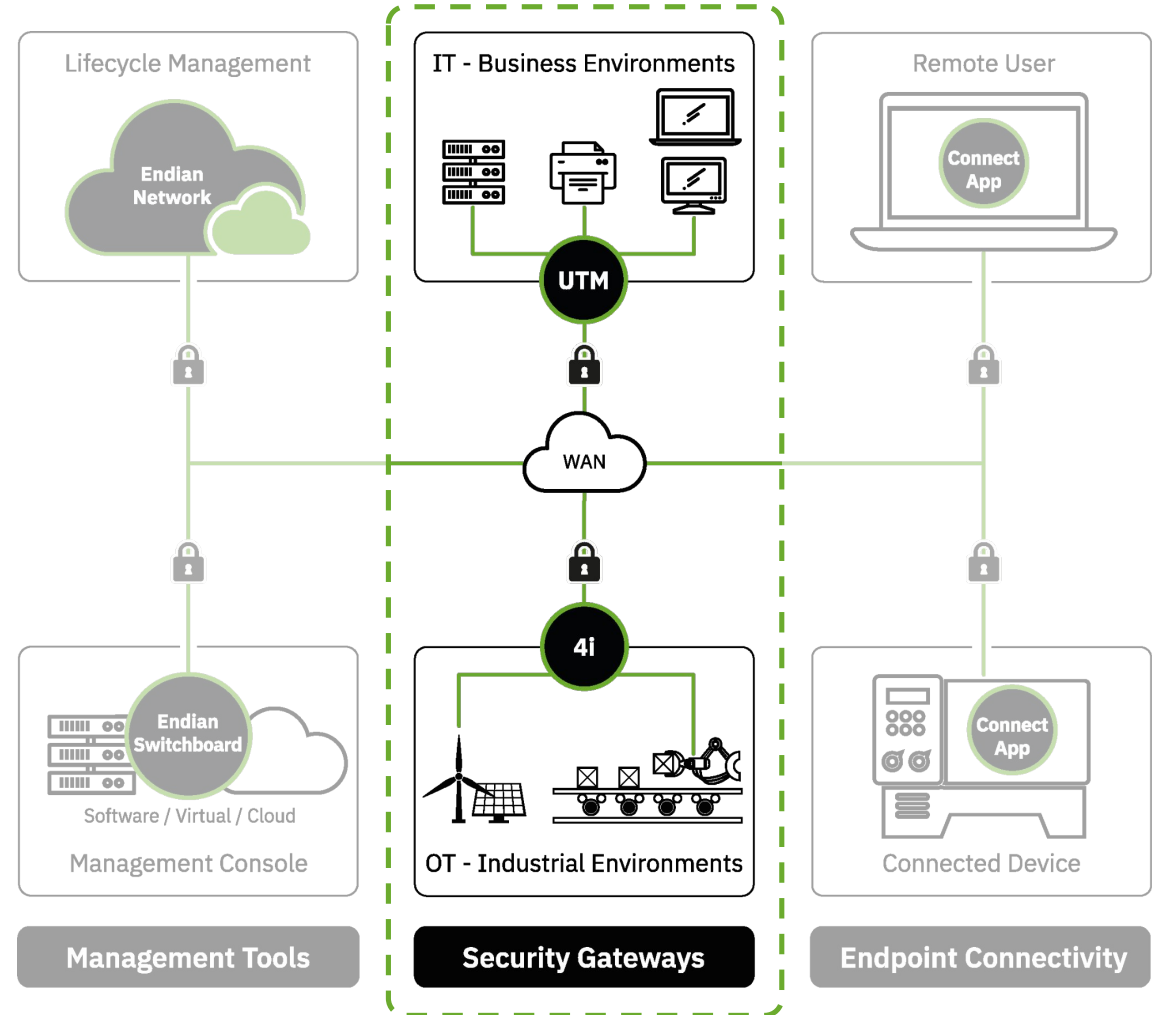 Lifecycle Management
Endian
Network
IT - Business Environments
UTM
Remote User
Connect
App
WAN
Endian
Switchboard
Software / Virtual / Cloud
Management Console
4i
OT - Industrial Environments
Connect
App
Connected Device
Management Tools
Security Gateways
Endpoint Connectivity